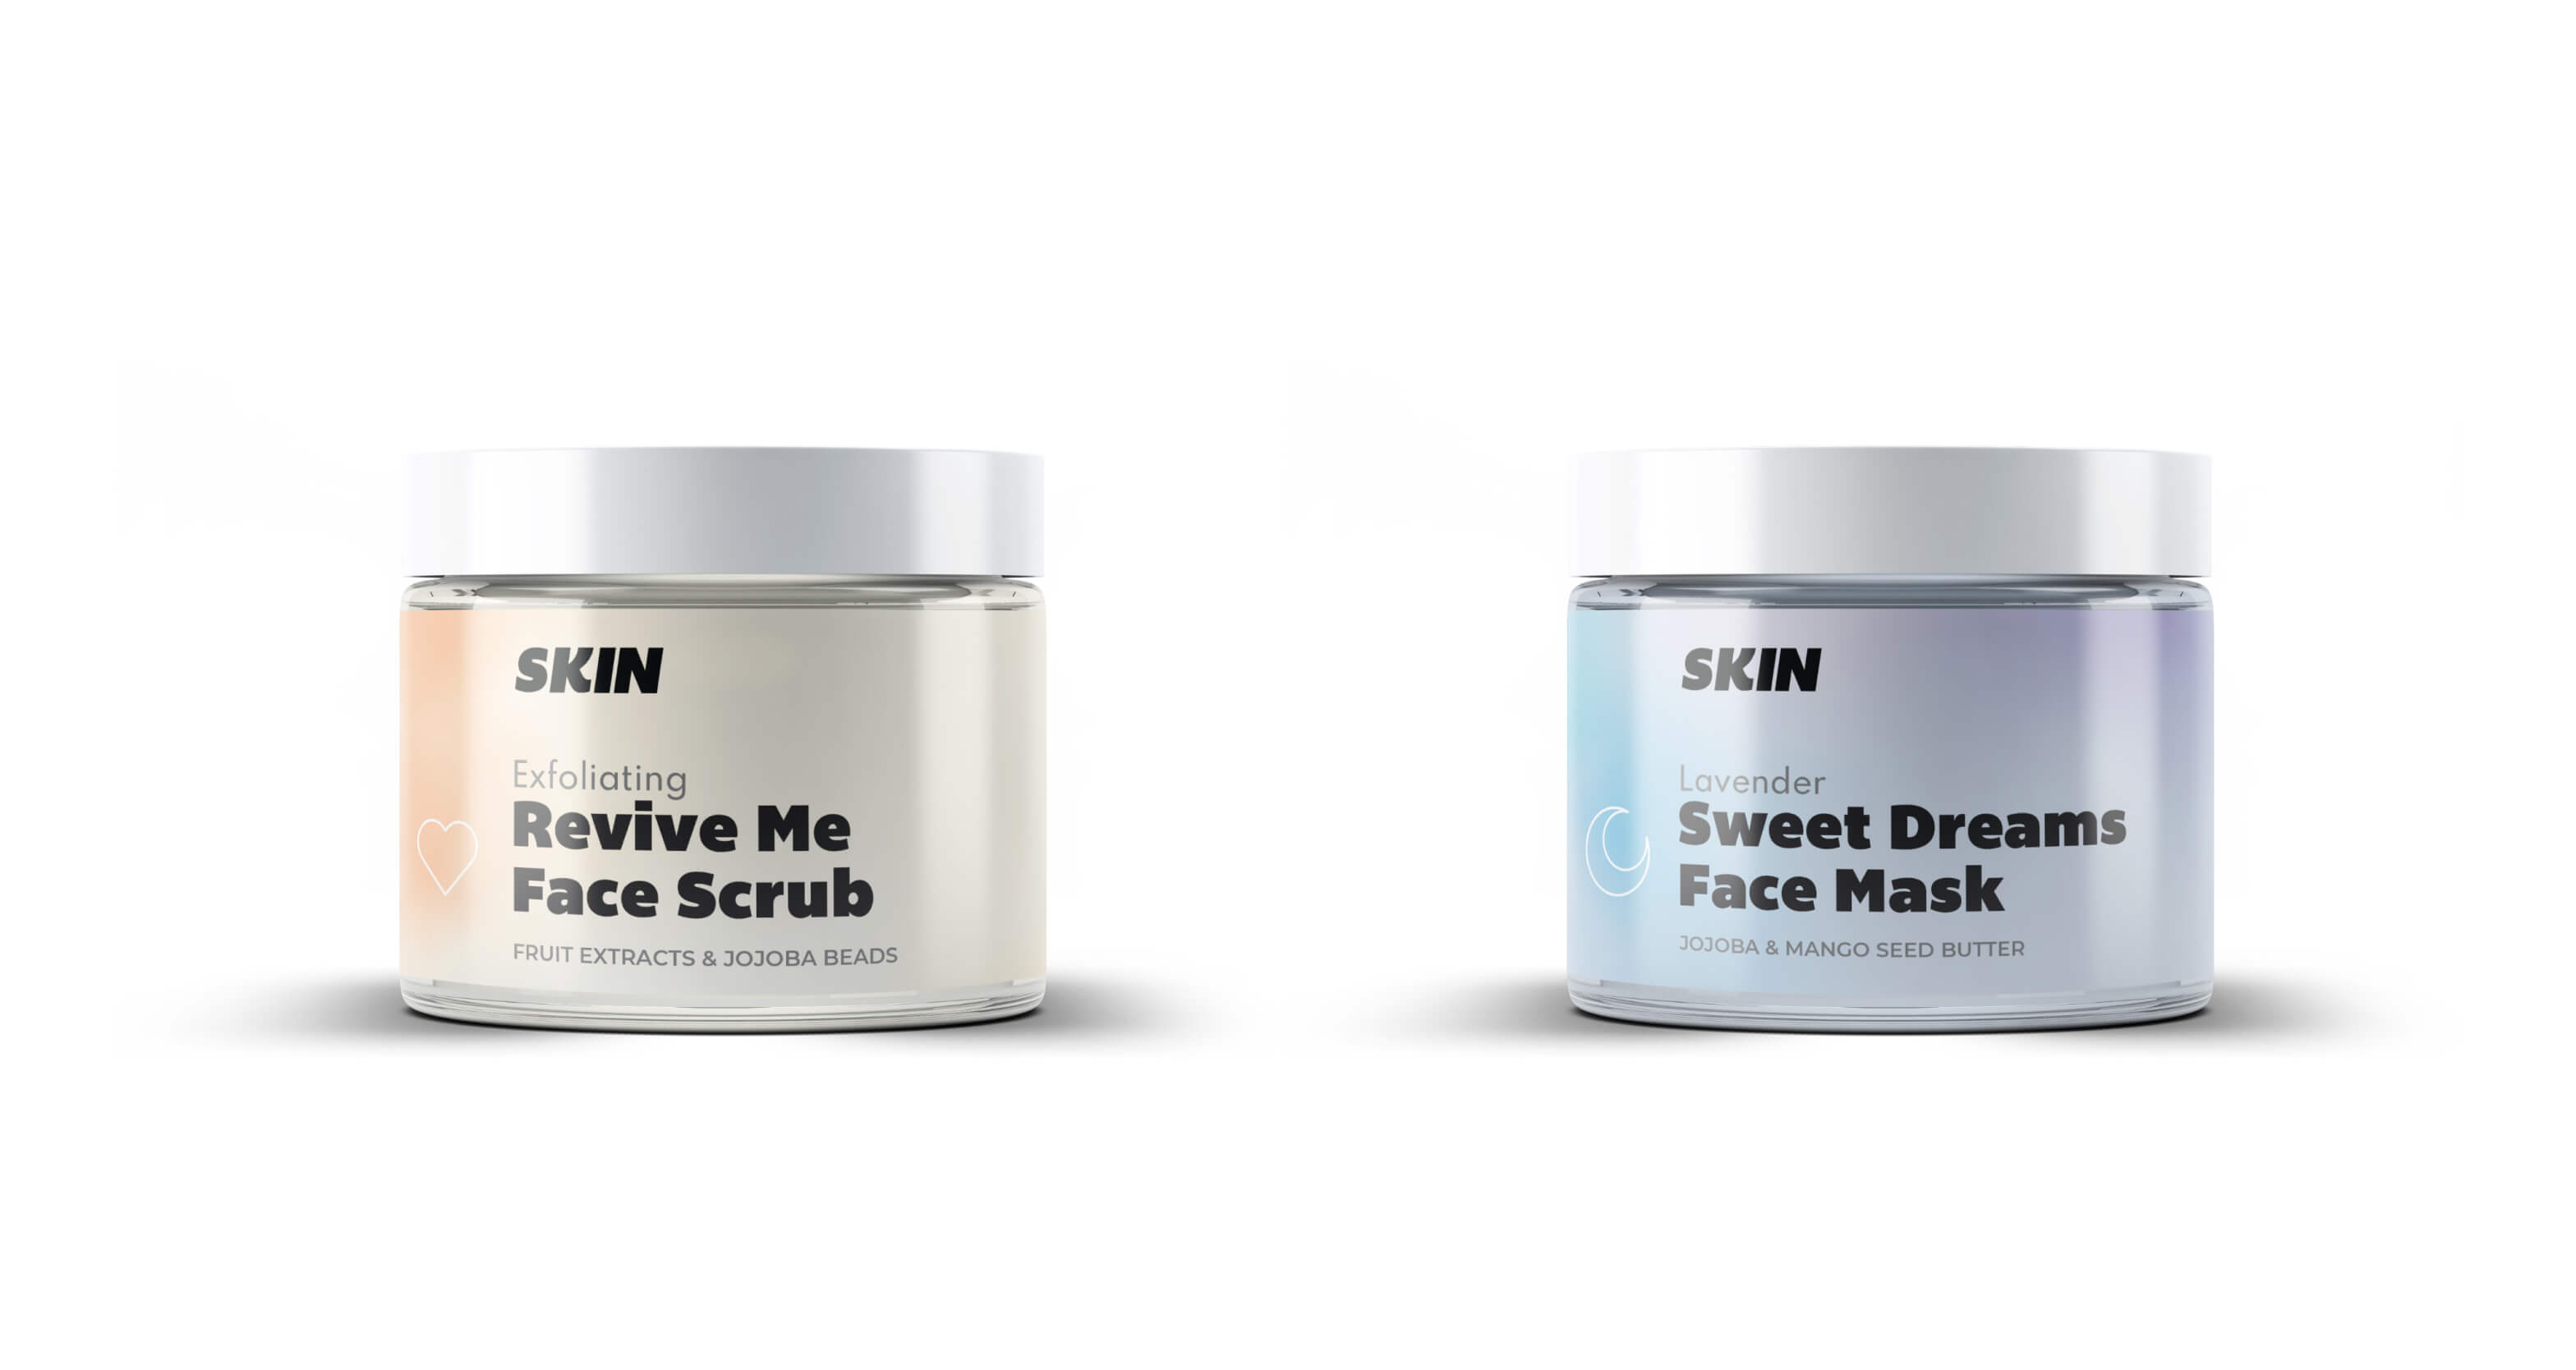 SKIN
Exfoliating
Revive Me
Face Scrub
FRUIT EXTRACTS & JOJOBA BEADS
SKIN
Lavender
Sweet Dreams
Face Mask
JOJOBA & MANGO SEED BUTTER